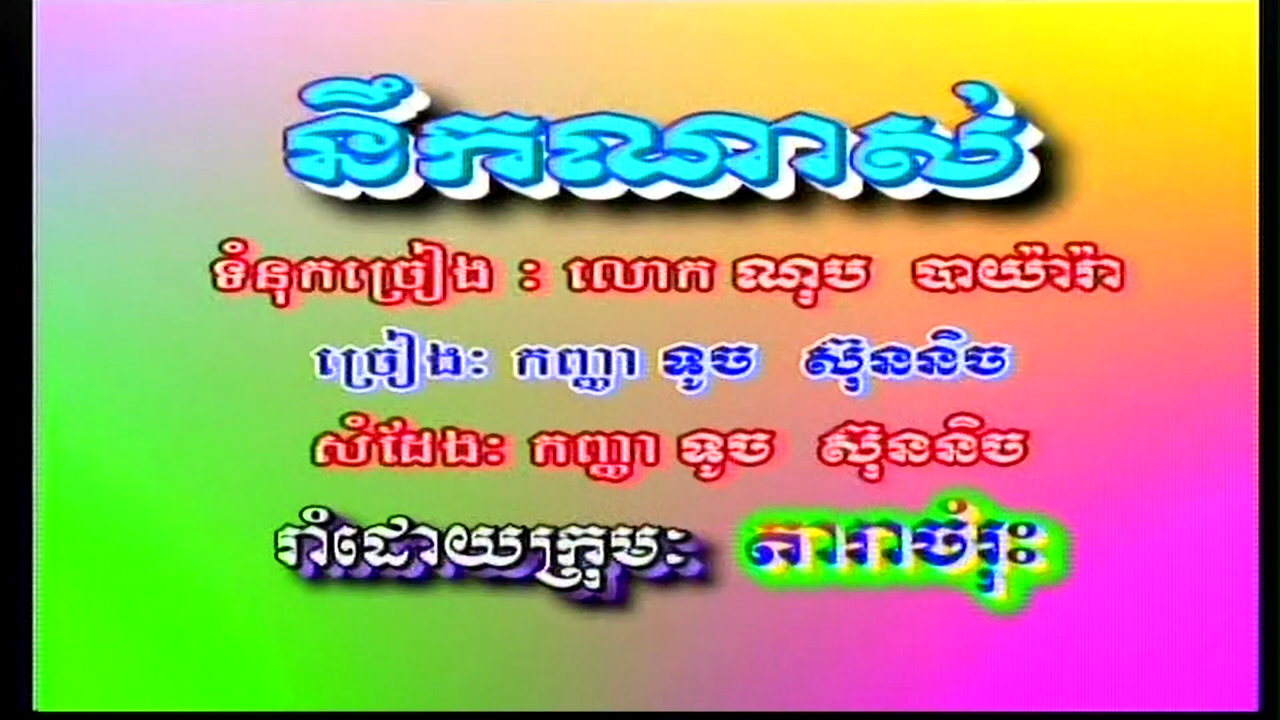 នឹកណាស់
ទំនុកច្រៀង : លោក ណុប បាយ៉ារ៉ា
ច្រៀង: កញ្ញា ទូច ស៊ុននិច
សំដែង: កញ្ញា ទូច ស៊ុននិច
រាំដោយក្រុម: តារាចំរុះ